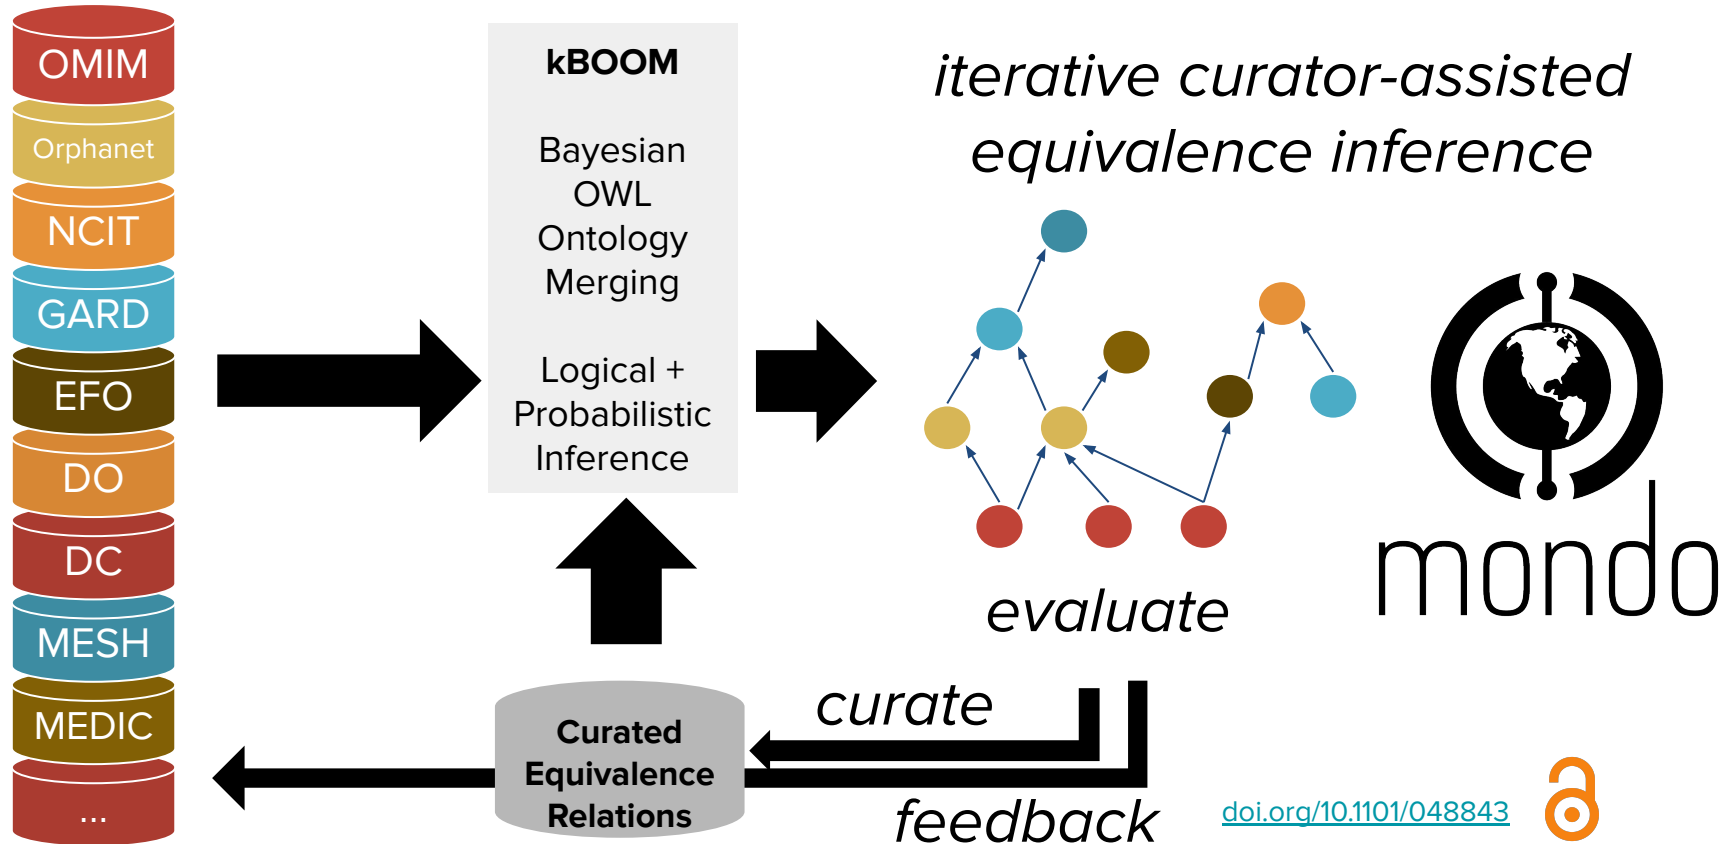 OMIM
Orphanet
NCIT
GARD
EFO
DO
DC
MESH
MEDIC
...
kBOOM
Bayesian
OWL
Ontology
Merging
Logical +
Probabilistic
Inference
iterative curator-assisted
equivalence inference
mondo
evaluate
curate
Curated
Equivalence
Relations
feedback
doi.org/10.1101/048843